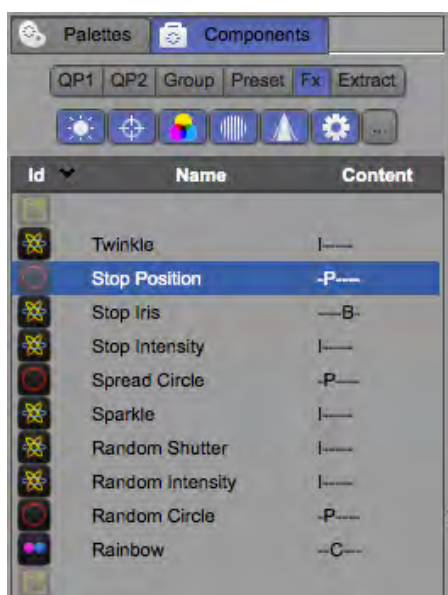 Palettes Components
QP1 QP2 Group Preset Fx Extract
...
Id Name Content
Twinkle I-----
Stop Position -P----
Stop Iris ----B-
Stop Intensity I-----
Spread Circle -P----
Sparkle I-----
Random Shutter I-----
Random Intensity I-----
Random Circle -P----
Rainbow --C---